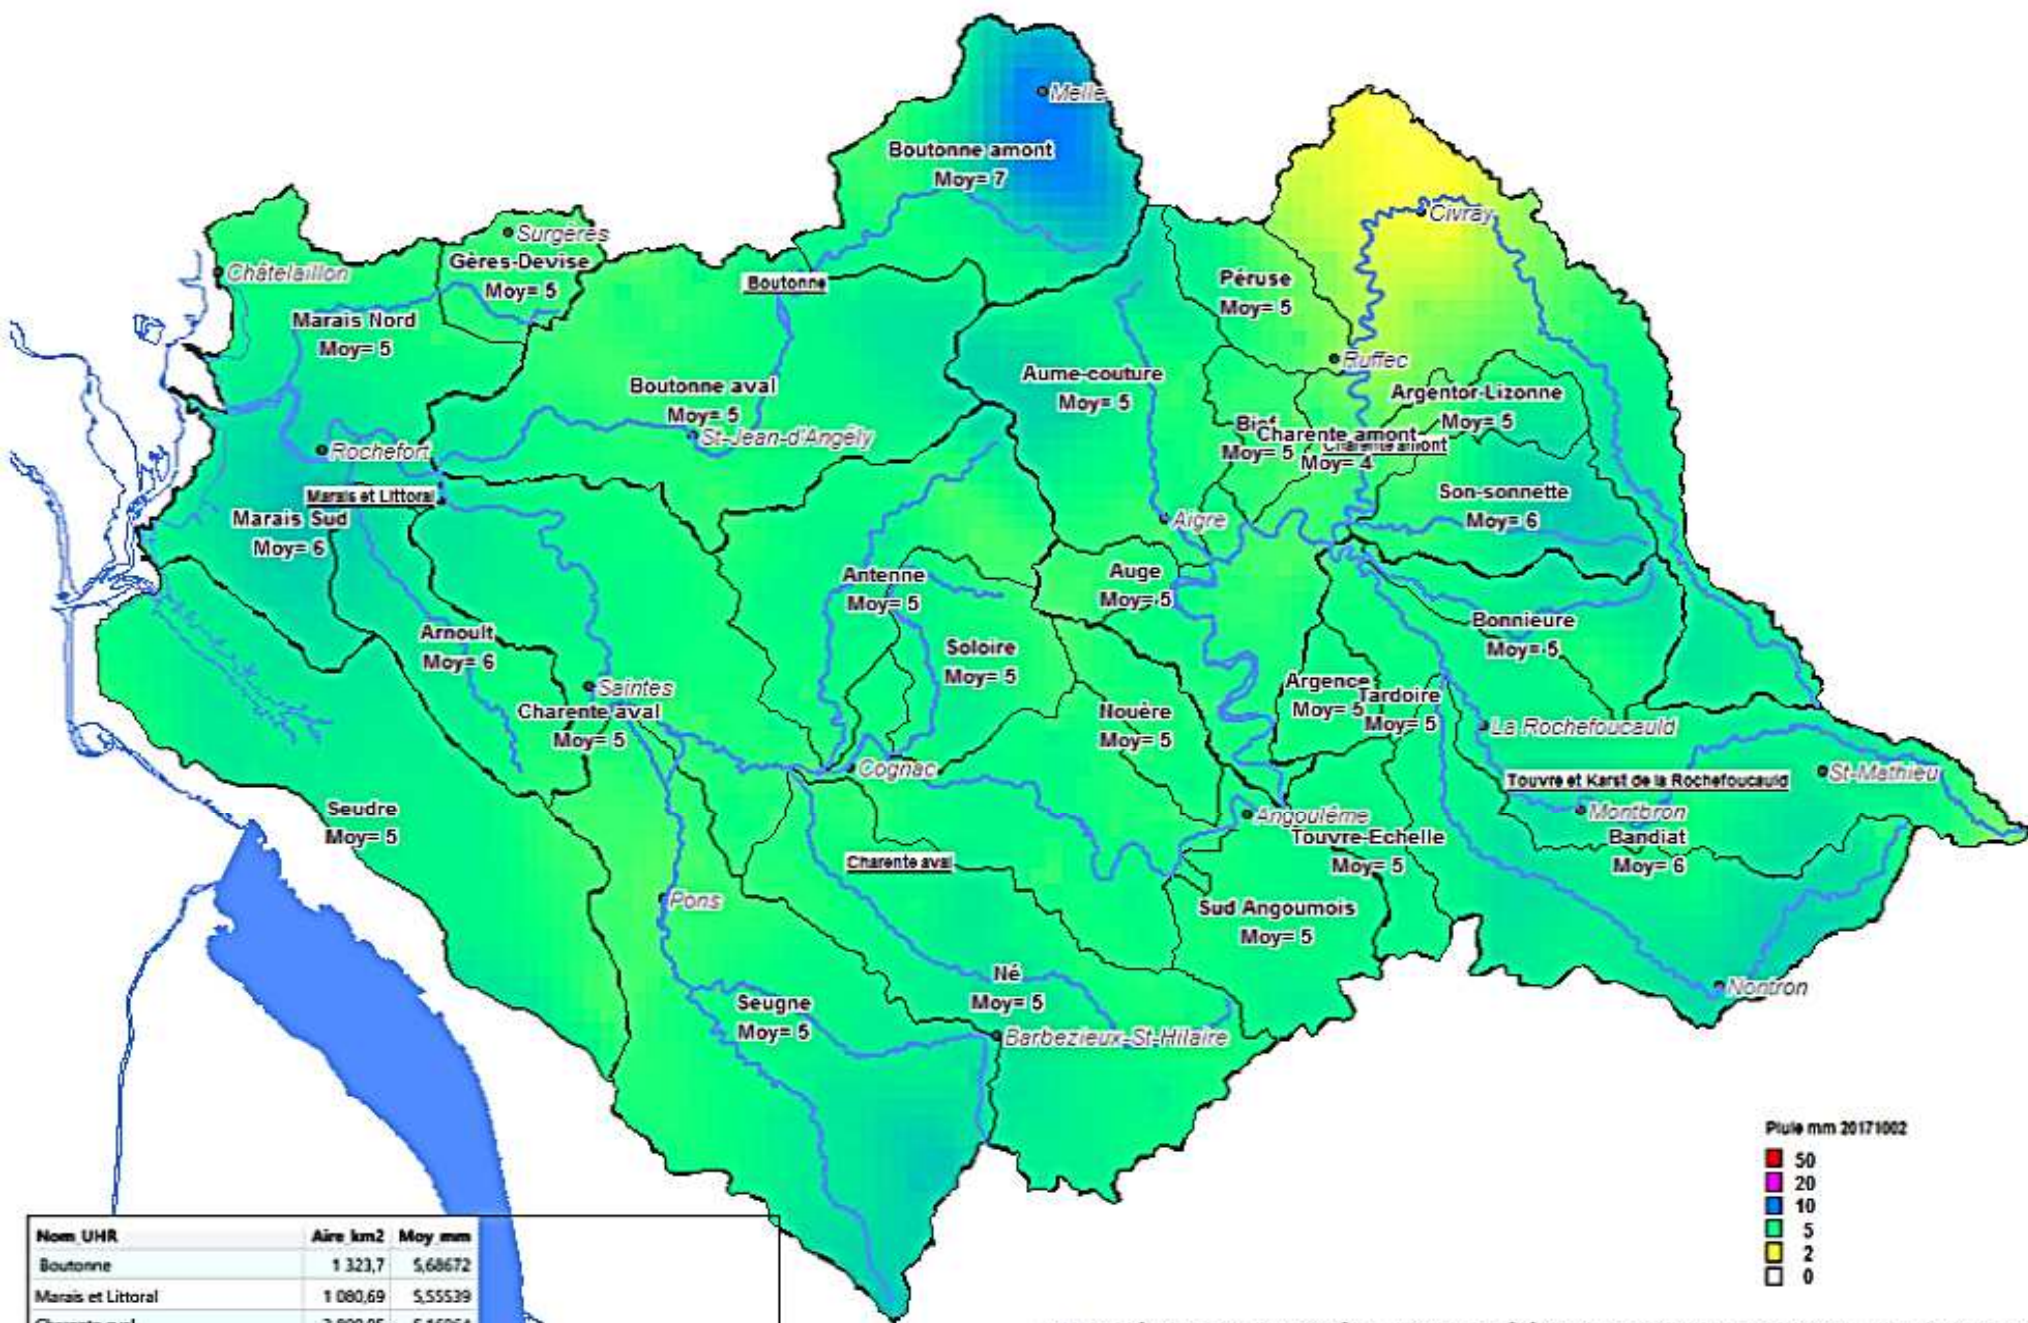 Melle
Boutonne amont
Moy= 7
Civray
Surgères
Gères-Devise
Moy= 5
Châtelaillon
Boutonne
Péruse
Moy= 5
Marais Nord
Moy= 5
Ruffec
Aume-couture
Moy= 5
Boutonne aval
Moy= 5
Argentor-Lizonne
Moy= 5
St-Jean-d'Angély
Moy= 5
Charente amont
Moy= 4
Charente amont
Rochefort
Marais et Littoral
Son-sonnette
Moy= 6
Marais Sud
Moy= 6
Aigre
Antenne
Moy= 5
Auge
Moy= 5
Bonnieure
Moy= 5
Arnoult
Moy= 6
Soloire
Moy= 5
Argence
Moy= 5
Tardoire
Moy= 5
Saintes
Charente aval
Moy= 5
Nouère
Moy= 5
La Rochefoucauld
Cognac
Touvre et Karst de la Rochefoucauld
St-Mathieu
Seudre
Moy= 5
Angoulême
Montbron
Touvre-Echelle
Moy= 5
Bandiat
Moy= 6
Charente aval
Pons
Sud Angoumois
Moy= 5
Né
Moy= 5
Nontron
Seugne
Moy= 5
Barbezieux-St-Hilaire
Pluie mm 20171002
50
20
10
5
2
0
Nom_UHR Aire_km2 Moy_mm
Boutonne 1 323,7 5,68672
Marais et Littoral 1 080,69 5,55539